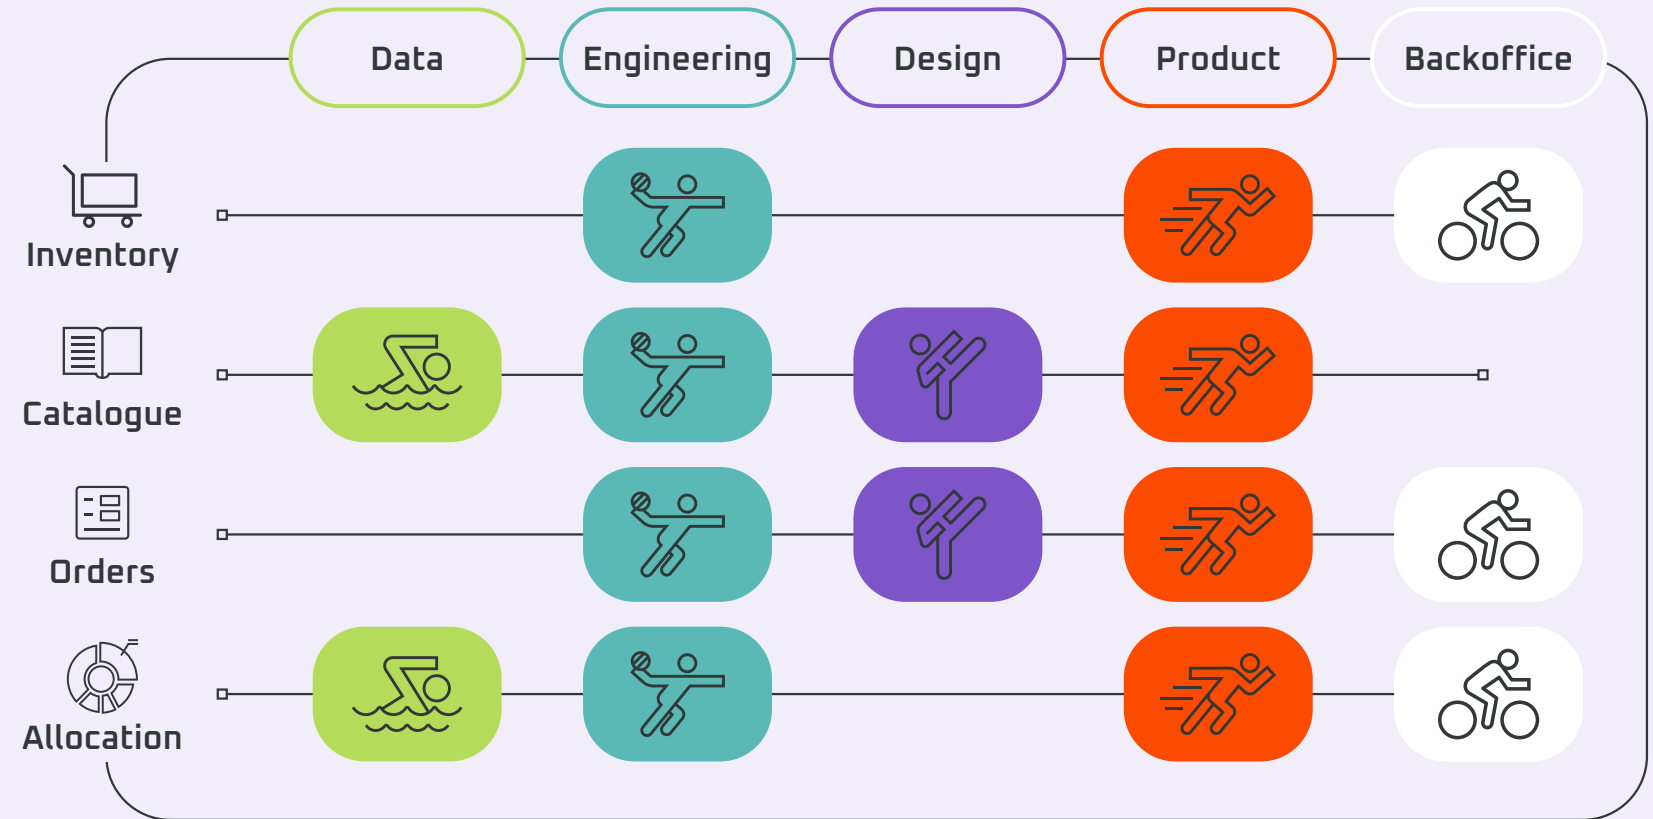 Data
Engineering
Design
Product
Backoffice
Inventory
Catalogue
Orders
Allocation